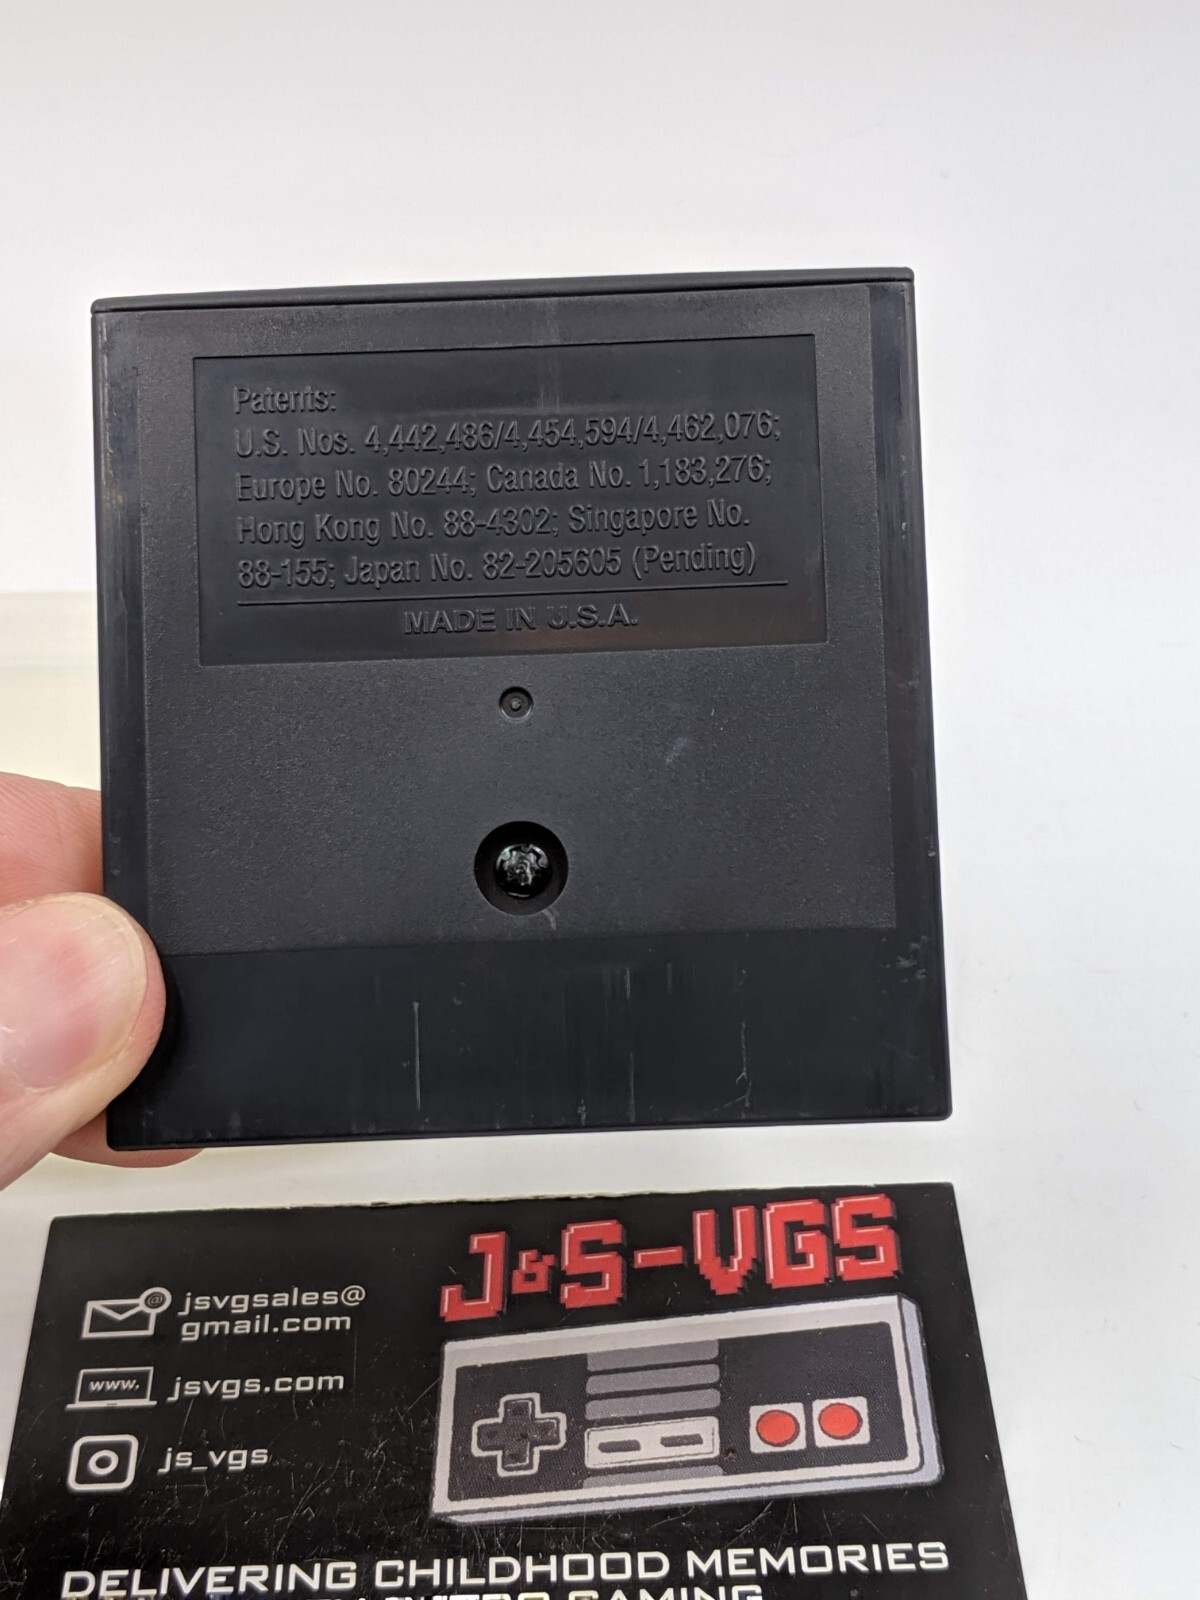 Patents:
U.S. Nos. 4,442,486/4,454,594/4,462,076;
Europe No. 80244; Canada No. 1,183,276;
Hong Kong No. 88-4302; Singapore No.
88-155; Japan No. 82-205605 (Pending)
MADE IN U.S.A.
J&S-VGS
jsvgsales@
gmail.com
www. jsvgs.com
js_vgs
DELIVERING CHILDHOOD MEMORIES
GAMING